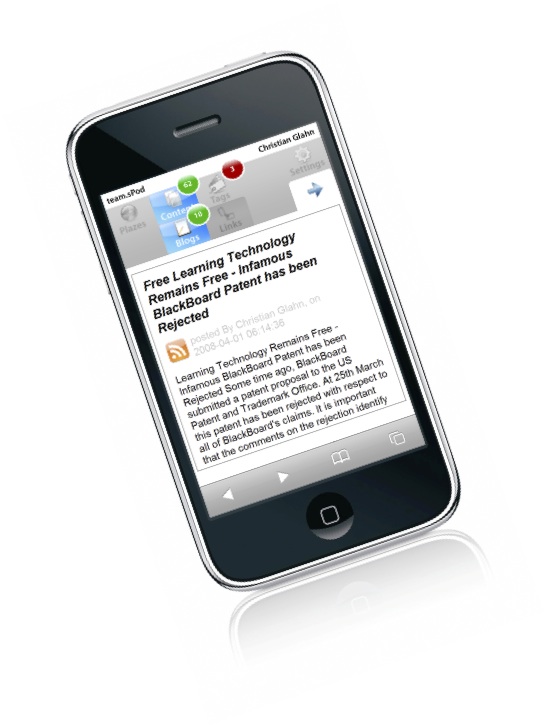 team.sPod
Christian Glahn
Plazes
Content
62
Tags
3
Settings
Blogs
10
Links
Free Learning Technology
Remains Free - Infamous
BlackBoard Patent has been
Rejected
posted By Christian Glahn, on
2008-04-01 06:14:36
Learning Technology Remains Free -
Infamous BlackBoard Patent has been
Rejected Some time ago, BlackBoard
submitted a patent proposal to the US
Patent and Trademark Office. At 25th March
this patent has been rejected with respect to
all of BlackBoard's claims. It is important
that the comments on the rejection identify